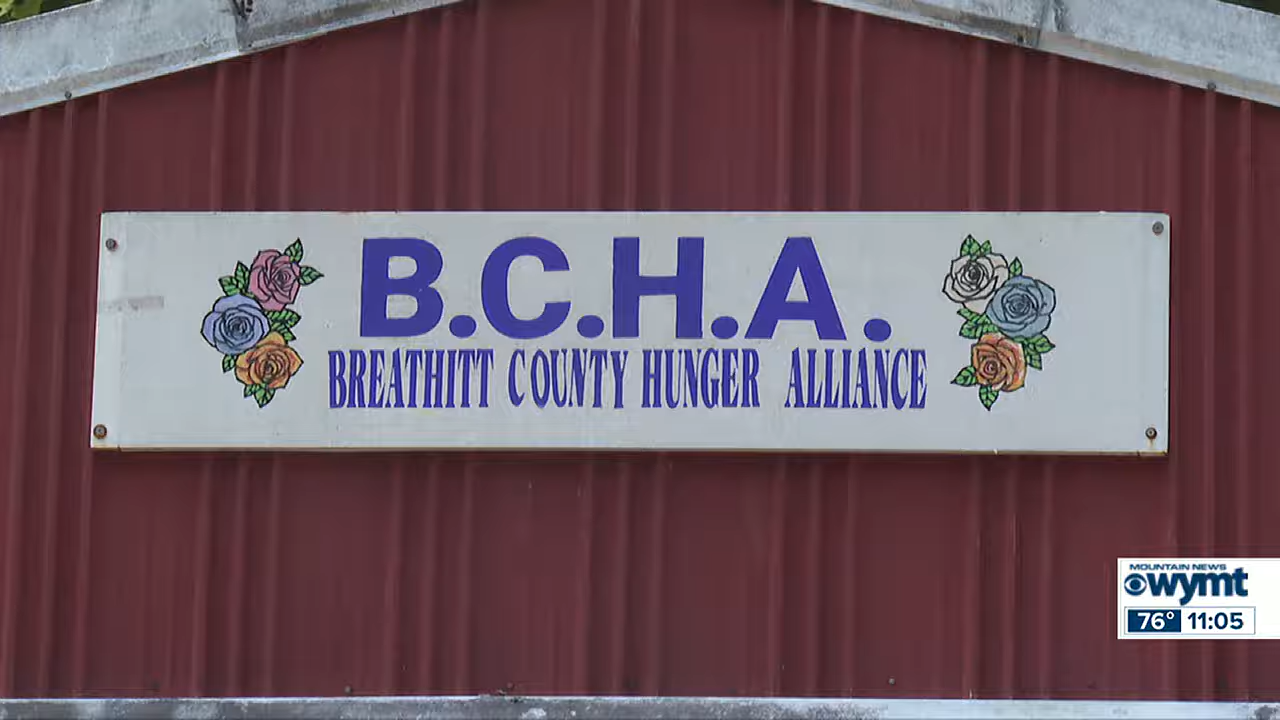 B.C.H.A.
BREATHITT COUNTY HUNGER ALLIANCE
MOUNTAIN NEWS
wymt
76° 11:05